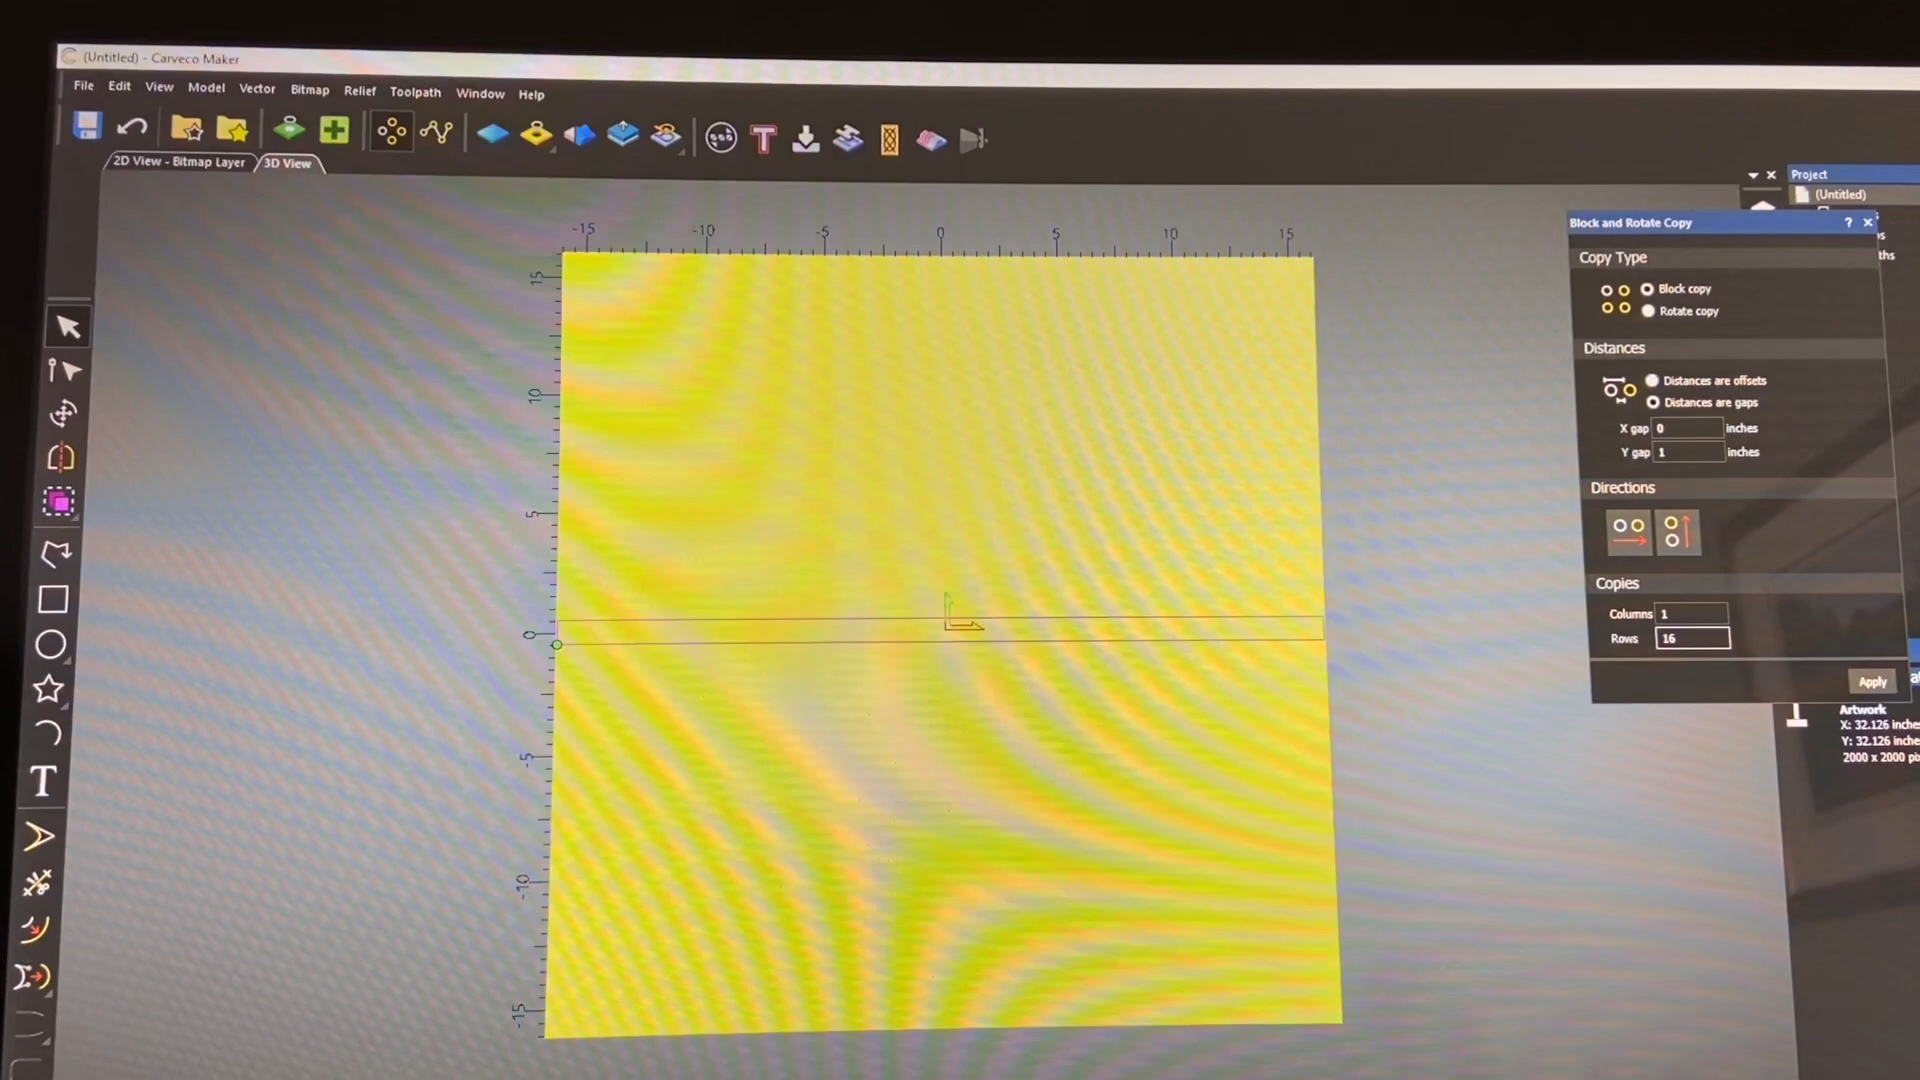 (Untitled) - Carveco Maker
File Edit View Model Vector Bitmap Relief Toolpath Window Help
2D View - Bitmap Layer 3D View
Project
(Untitled)
Block and Rotate Copy ? ×
Copy Type
Block copy
Rotate copy
Distances
Distances are offsets
Distances are gaps
X gap 0 inches
Y gap 1 inches
Directions
Copies
Columns 1
Rows 16
Apply
Artwork
X: 32.126 inche
Y: 32.126 inche
2000 x 2000 pi
-15 -10 -5 0 5 10 15
15
10
5
0
-5
-10
-15
T
ths